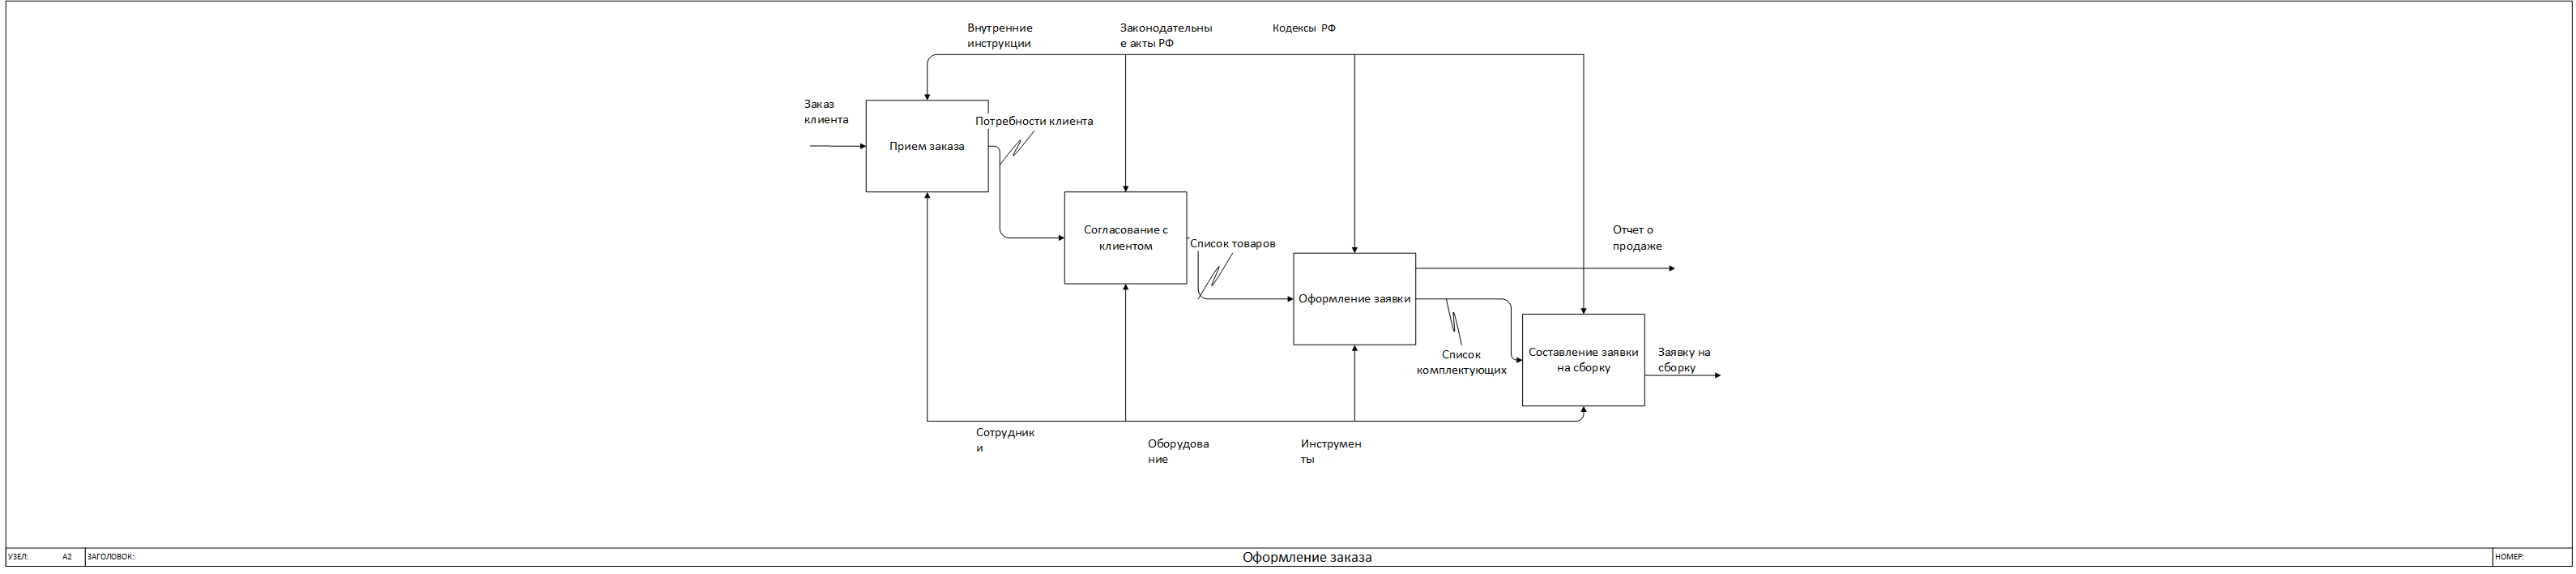 Внутренние
инструкции
Законодательны
е акты РФ
Кодексы РФ
Заказ
клиента
Потребности клиента
Прием заказа
Согласование с
клиентом
Список товаров
Отчет о
продаже
Оформление заявки
Список
комплектующих
Составление заявки
на сборку
Заявку на
сборку
Сотрудник
и
Оборудова
ние
Инструмен
ты
УЗЕЛ: A2 ЗАГОЛОВОК: Оформление заказа НОМЕР: